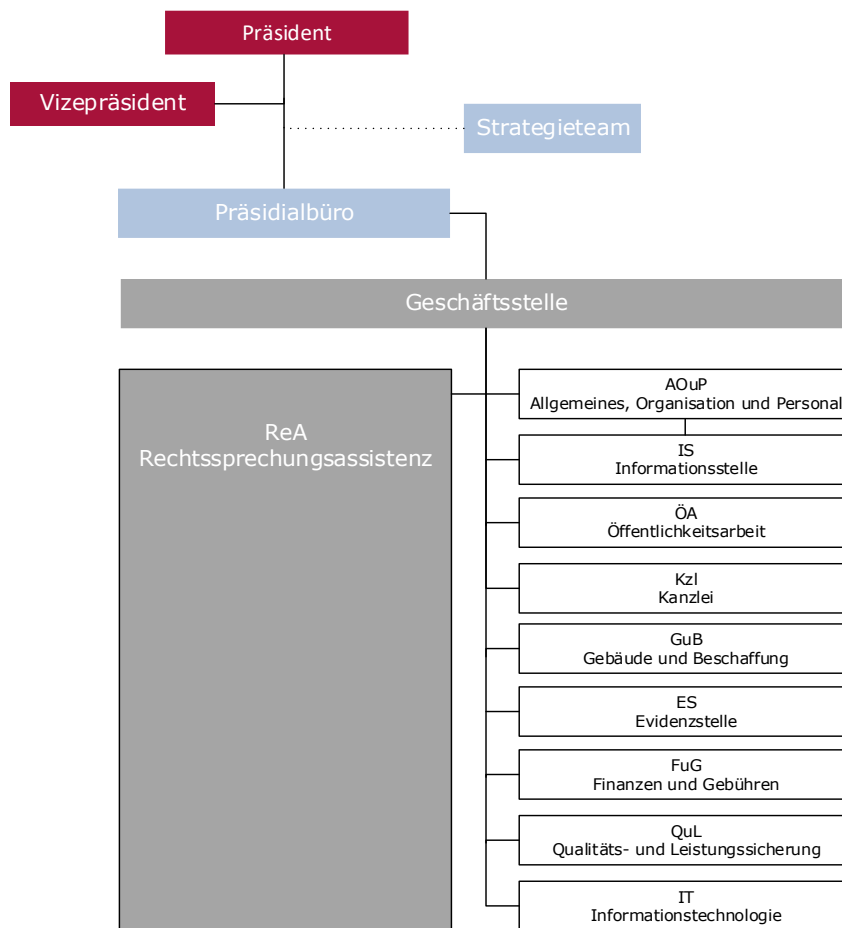 Präsident
Vizepräsident
Strategieteam
Präsidialbüro
Geschäftsstelle
ReA
Rechtssprechungsassistenz
AOuP
Allgemeines, Organisation und Personal
IS
Informationsstelle
ÖA
Öffentlichkeitsarbeit
Kzl
Kanzlei
GuB
Gebäude und Beschaffung
ES
Evidenzstelle
FuG
Finanzen und Gebühren
QuL
Qualitäts- und Leistungssicherung
IT
Informationstechnologie